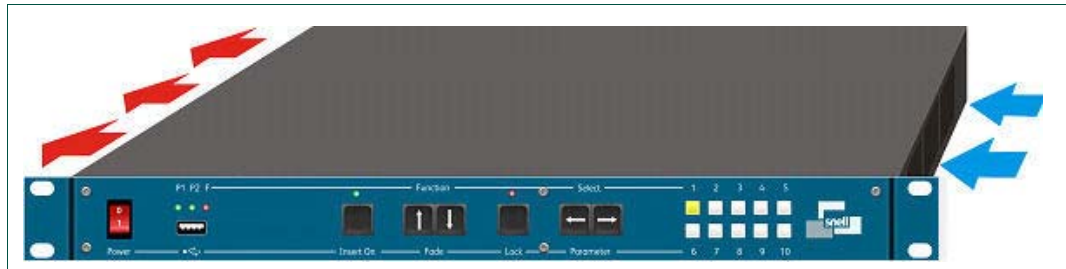 P1 P2 F
Function
Select
1 2 3 4 5
snell
Power
Insert On
Fade
Lock
Parameter
6 7 8 9 10